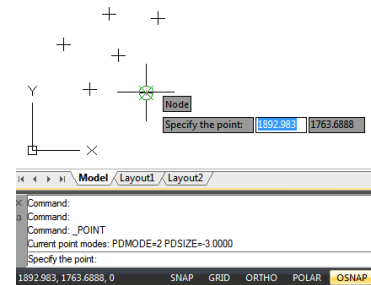 Y
Node
Specify the point: 1892.983 1763.6888
X
Model Layout1 Layout2
Command:
Command:
Command: _POINT
Current point modes: PDMODE=2 PDSIZE=-3.0000
Specify the point:
1892.983, 1763.6888, 0 SNAP GRID ORTHO POLAR OSNAP